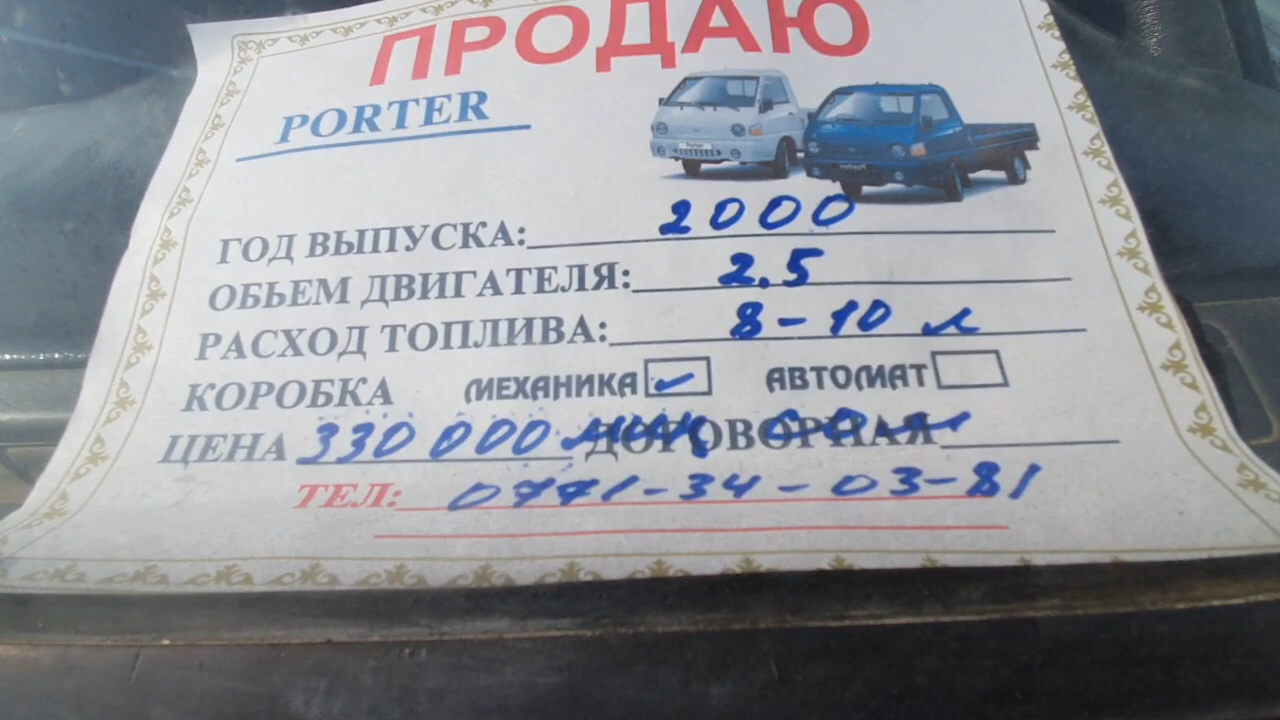 ПРОДАЮ
PORTER
ГОД ВЫПУСКА: 2000
ОБЬЕМ ДВИГАТЕЛЯ: 2.5
РАСХОД ТОПЛИВА: 8-10 л
КОРОБКА МЕХАНИКА АВТОМАТ
ЦЕНА 330 000 ДОГОВОРНАЯ
ТЕЛ: 0771-34-03-81